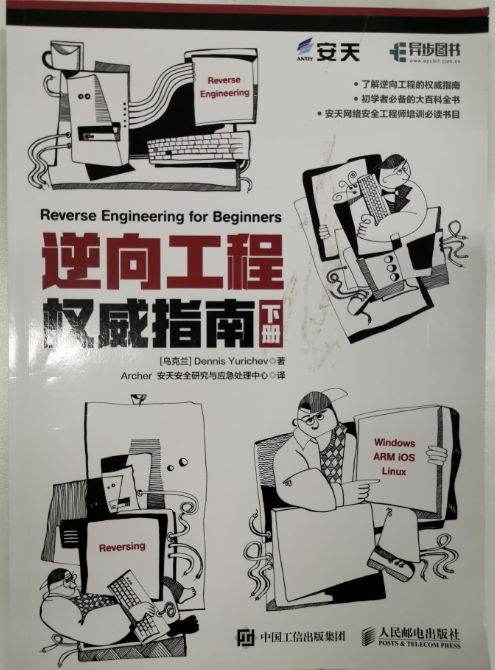 Reverse
Engineering
ANTIY 安天
异步图书
www.epubit.com.cn
•了解逆向工程的权威指南
•初学者必备的大百科全书
•安天网络安全工程师培训必读书目
Reverse Engineering for Beginners
逆向工程
权威指南 下册
[乌克兰] Dennis Yurichev◎著
Archer 安天安全研究与应急处理中心◎译
Windows
ARM iOS
Linux
Reversing
中国工信出版集团
人民邮电出版社
POSTS & TELECOM PRESS